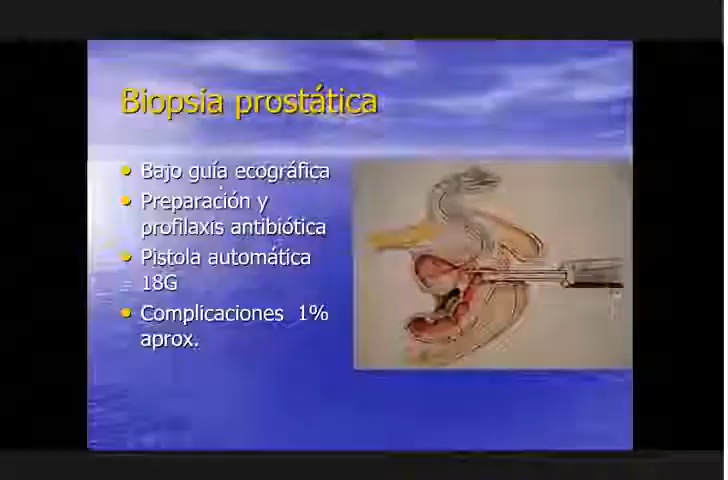 Biopsia prostática
• Bajo guía ecográfica
• Preparación y
profilaxis antibiótica
• Pistola automática
18G
• Complicaciones 1%
aprox.